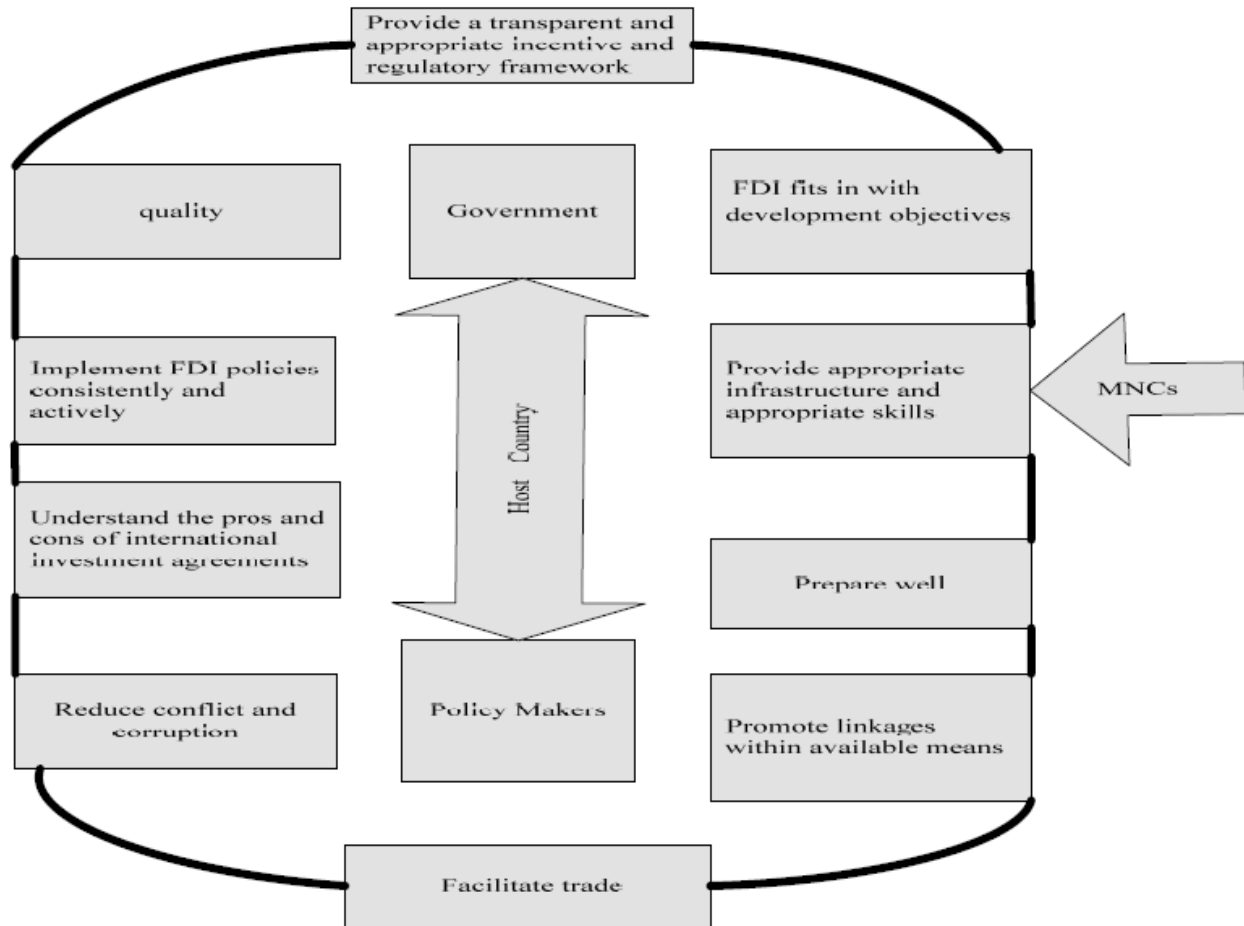 Provide a transparent and
appropriate incentive and
regulatory framework
quality
Government
FDI fits in with
development objectives
Implement FDI policies
consistently and
actively
Host Country
Provide appropriate
infrastructure and
appropriate skills
MNCs
Understand the pros and
cons of international
investment agreements
Prepare well
Reduce conflict and
corruption
Policy Makers
Promote linkages
within available means
Facilitate trade